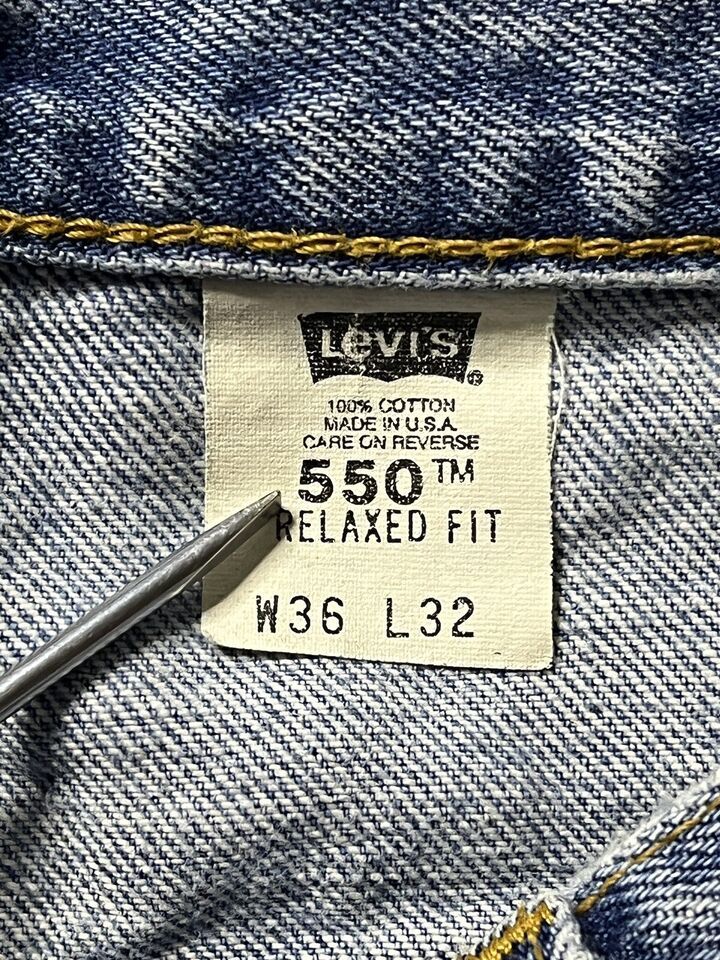 Levi's®
100% COTTON
MADE IN U.S.A.
CARE ON REVERSE
550™
RELAXED FIT
W36 L32